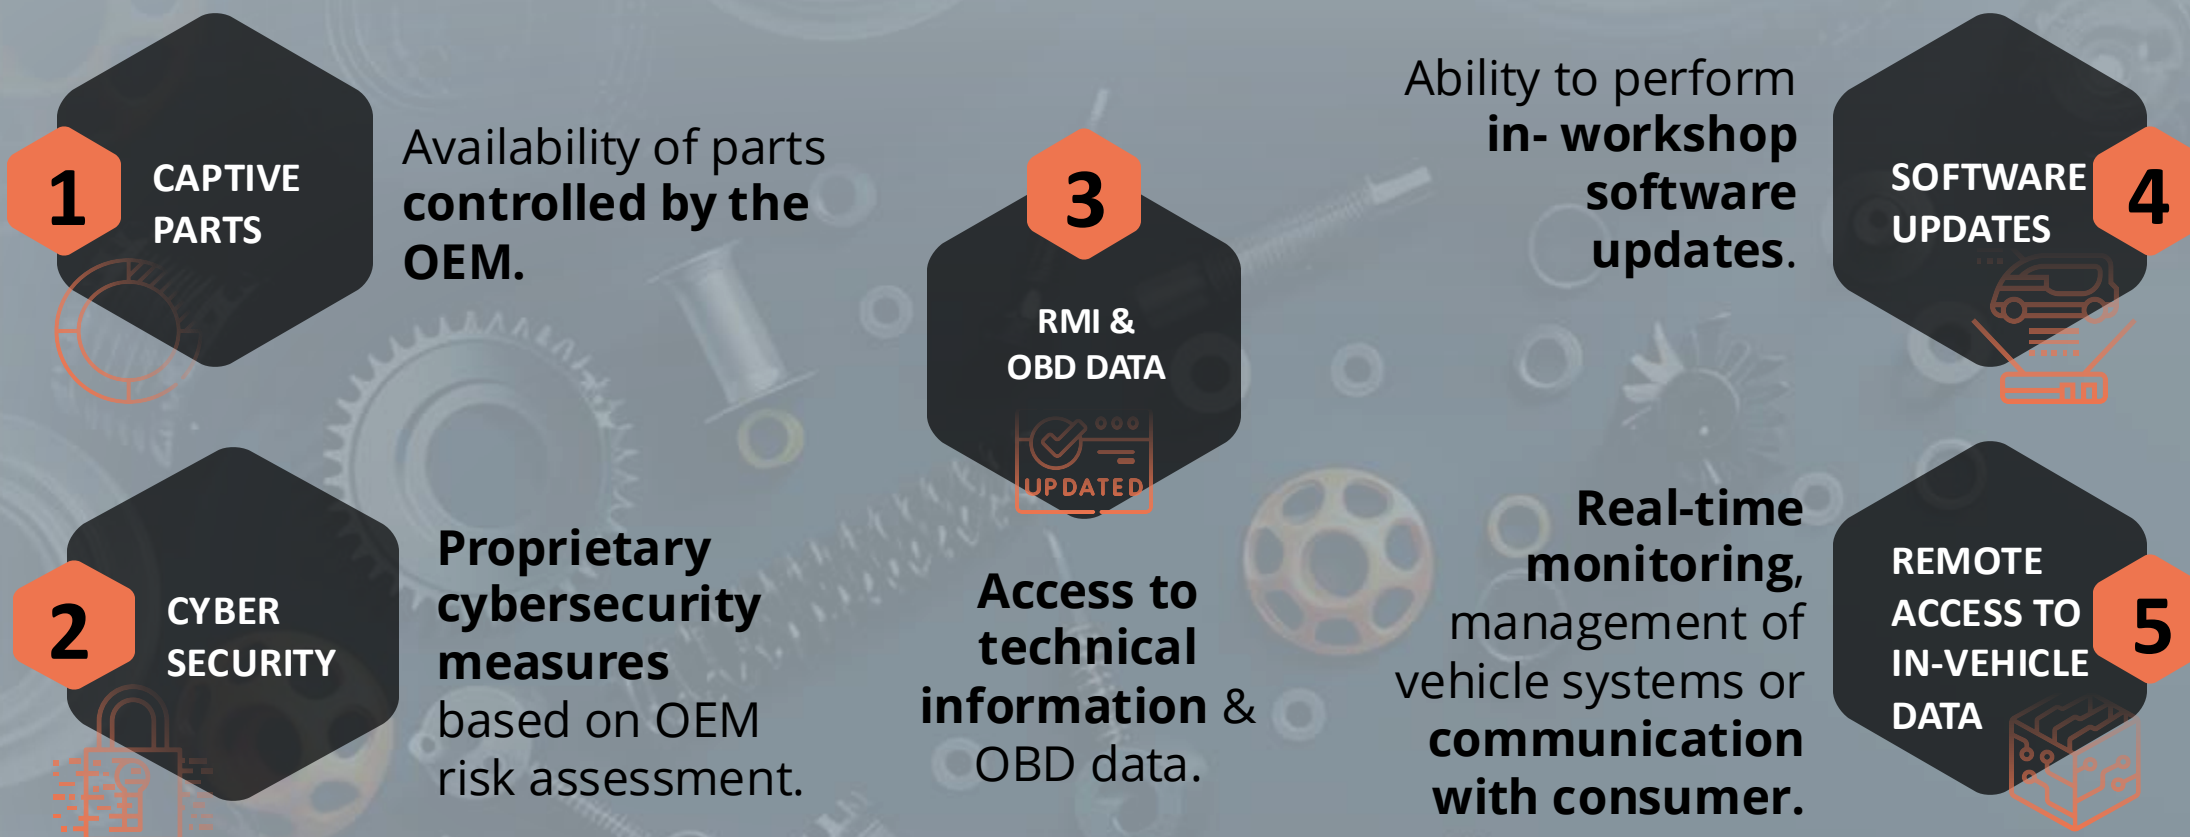 1
CAPTIVE
PARTS
Availability of parts
controlled by the
OEM.
2
CYBER
SECURITY
Proprietary
cybersecurity
measures
based on OEM
risk assessment.
3
RMI &
OBD DATA
UPDATED
Access to
technical
information &
OBD data.
Ability to perform
in- workshop
software
updates.
SOFTWARE
UPDATES
4
Real-time
monitoring,
management of
vehicle systems or
communication
with consumer.
REMOTE
ACCESS TO
IN-VEHICLE
DATA
5